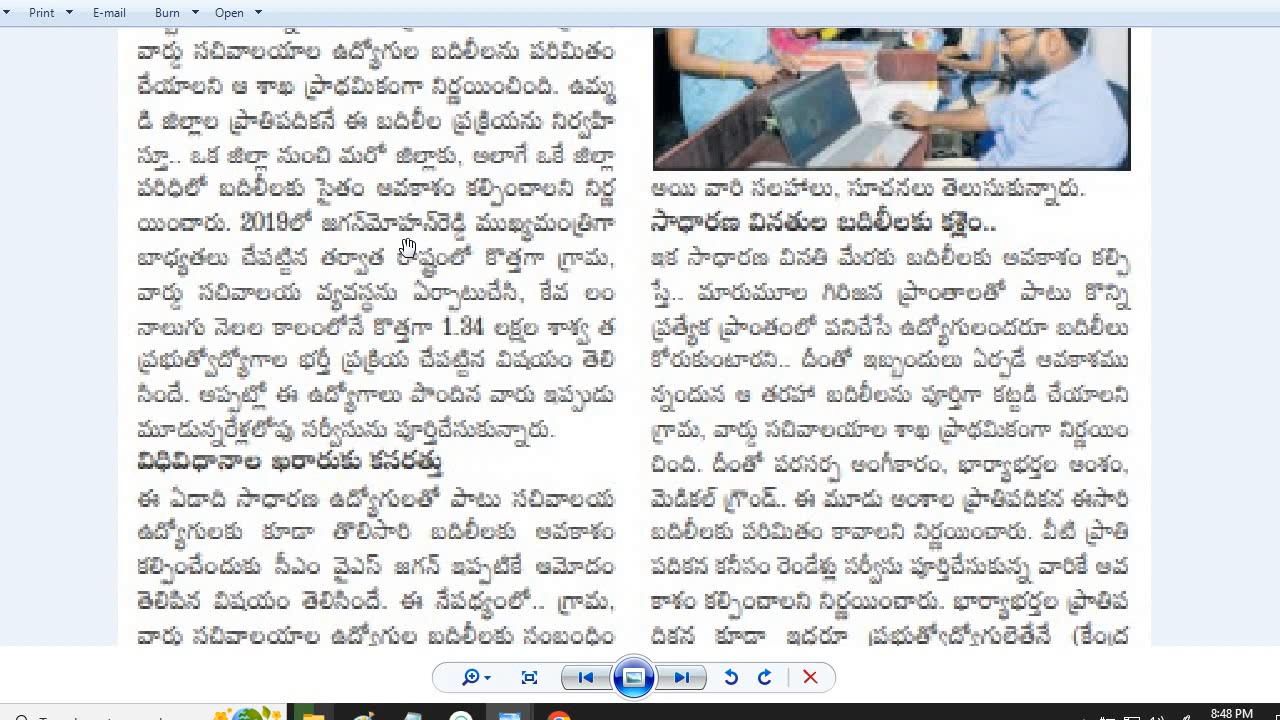 Print
E-mail
Burn
Open
వార్డు సచివాలయాల ఉద్యోగుల బదిలీలను పరిమితం
చేయాలని ఆ శాఖ ప్రాథమికంగా నిర్ణయించింది. ఉమ్మ
డి జిల్లాల ప్రాతిపదికనే ఈ బదిలీల ప్రక్రియను నిర్వహి
స్తూ.. ఒక జిల్లా నుంచి మరో జిల్లాకు, అలాగే ఒకే జిల్లా
పరిధిలో బదిలీలకు సైతం అవకాశం కల్పించాలని నిర్ణ
యించారు. 2019లో జగన్‌మోహన్‌రెడ్డి ముఖ్యమంత్రిగా
బాధ్యతలు చేపట్టిన తర్వాత రాష్ట్రంలో కొత్తగా గ్రామ,
వార్డు సచివాలయ వ్యవస్థను ఏర్పాటుచేసి, కేవ లం
నాలుగు నెలల కాలంలోనే కొత్తగా 1.34 లక్షల శాశ్వ త
ప్రభుత్వోద్యోగాల భర్తీ ప్రక్రియ చేపట్టిన విషయం తెలి
సిందే. అప్పట్లో ఈ ఉద్యోగాలు పొందిన వారు ఇప్పుడు
మూడున్నరేళ్లలోపు సర్వీసును పూర్తిచేసుకున్నారు.
విధివిధానాల ఖరారుకు కసరత్తు
ఈ ఏడాది సాధారణ ఉద్యోగులతో పాటు సచివాలయ
ఉద్యోగులకు కూడా తొలిసారి బదిలీలకు అవకాశం
కల్పించేందుకు సీఎం వైఎస్ జగన్ ఇప్పటికే ఆమోదం
తెలిపిన విషయం తెలిసిందే. ఈ నేపథ్యంలో.. గ్రామ,
వార్డు సచివాలయాల ఉద్యోగుల బదిలీలకు సంబంధిం
అయి వారి సలహాలు, సూచనలు తెలుసుకున్నారు.
సాధారణ వినతుల బదిలీలకు కళ్లెం..
ఇక సాధారణ వినతి మేరకు బదిలీలకు అవకాశం కల్పి
స్తే.. మారుమూల గిరిజన ప్రాంతాలతో పాటు కొన్ని
ప్రత్యేక ప్రాంతంలో పనిచేసే ఉద్యోగులందరూ బదిలీలు
కోరుకుంటారని.. దీంతో ఇబ్బందులు ఏర్పడే అవకాశము
న్నందున ఆ తరహా బదిలీలను పూర్తిగా కట్టడి చేయాలని
గ్రామ, వార్డు సచివాలయాల శాఖ ప్రాథమికంగా నిర్ణయిం
చింది. దీంతో పరస్పర అంగీకారం, భార్యాభర్తల అంశం,
మెడికల్ గ్రౌండ్.. ఈ మూడు అంశాల ప్రాతిపదికన ఈసారి
బదిలీలకు పరిమితం కావాలని నిర్ణయించారు. వీటి ప్రాతి
పదికన కనీసం రెండేళ్లు సర్వీసు పూర్తిచేసుకున్న వారికే అవ
కాశం కల్పించాలని నిర్ణయించారు. భార్యాభర్తల ప్రాతిప
దికన కూడా ఇద్దరూ ప్రభుత్వోద్యోగులైతేనే (కేంద్ర
8:48 PM